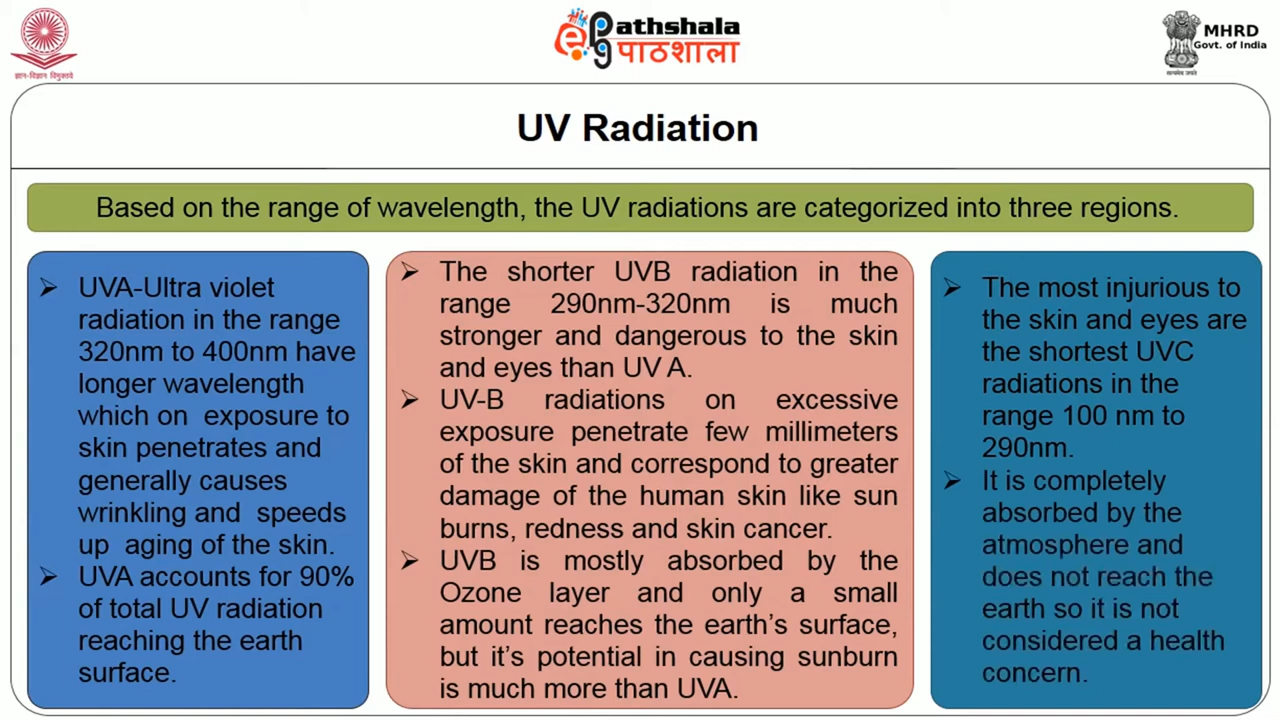 ज्ञान-विज्ञान विमुक्तये
ePG Pathshala
पाठशाला
MHRD
Govt. of India
सत्यमेव जयते
UV Radiation
Based on the range of wavelength, the UV radiations are categorized into three regions.
➢ UVA-Ultra violet
radiation in the range
320nm to 400nm have
longer wavelength
which on exposure to
skin penetrates and
generally causes
wrinkling and speeds
up aging of the skin.
➢ UVA accounts for 90%
of total UV radiation
reaching the earth
surface.
➢ The shorter UVB radiation in the
range 290nm-320nm is much
stronger and dangerous to the skin
and eyes than UV A.
➢ UV-B radiations on excessive
exposure penetrate few millimeters
of the skin and correspond to greater
damage of the human skin like sun
burns, redness and skin cancer.
➢ UVB is mostly absorbed by the
Ozone layer and only a small
amount reaches the earth’s surface,
but it’s potential in causing sunburn
is much more than UVA.
➢ The most injurious to
the skin and eyes are
the shortest UVC
radiations in the
range 100 nm to
290nm.
➢ It is completely
absorbed by the
atmosphere and
does not reach the
earth so it is not
considered a health
concern.